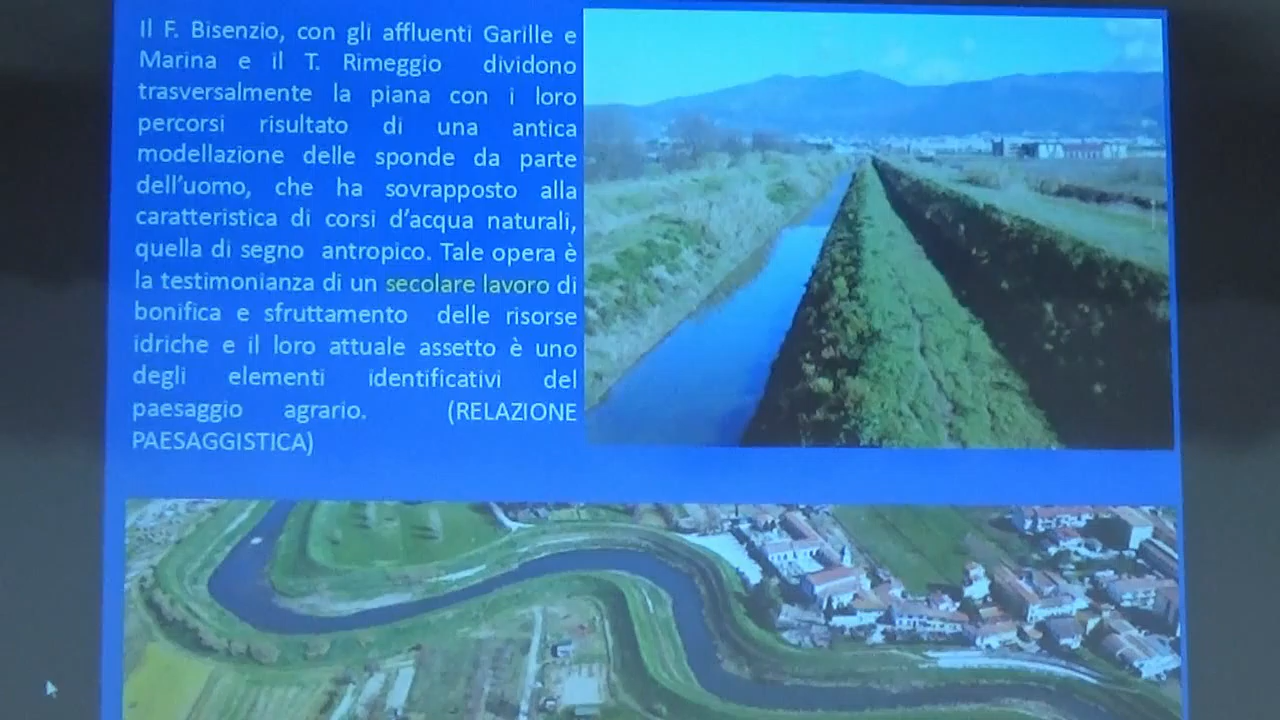 Il F. Bisenzio, con gli affluenti Garille e
Marina e il T. Rimeggio dividono
trasversalmente la piana con i loro
percorsi risultato di una antica
modellazione delle sponde da parte
dell'uomo, che ha sovrapposto alla
caratteristica di corsi d'acqua naturali,
quella di segno antropico. Tale opera è
la testimonianza di un secolare lavoro di
bonifica e sfruttamento delle risorse
idriche e il loro attuale assetto è uno
degli elementi identificativi del
paesaggio agrario. (RELAZIONE
PAESAGGISTICA)